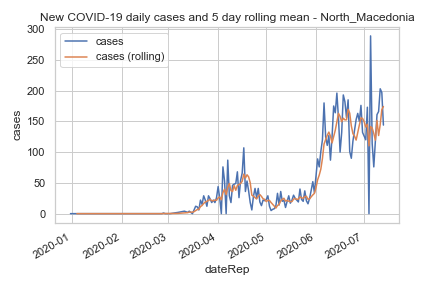 New COVID-19 daily cases and 5 day rolling mean - North_Macedonia
cases
cases (rolling)
300
250
200
150
100
50
0
cases
2020-01
2020-02
2020-03
2020-04
2020-05
2020-06
2020-07
dateRep